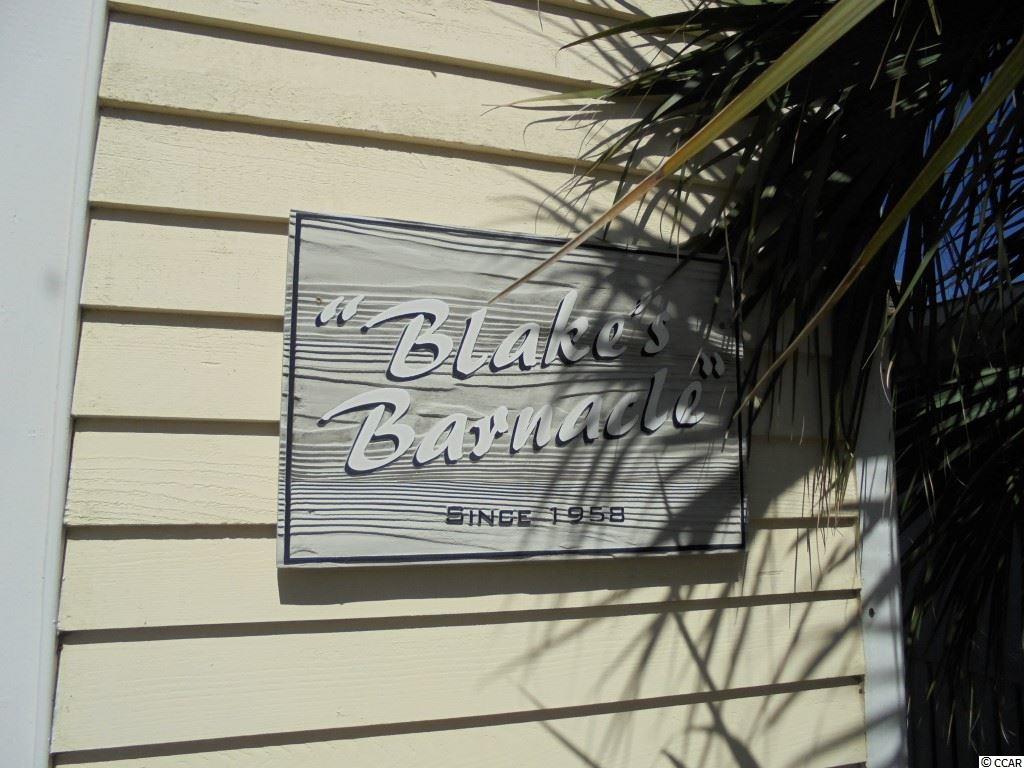 "Blake's
Barnacle"
SINCE 1958
© CCAR